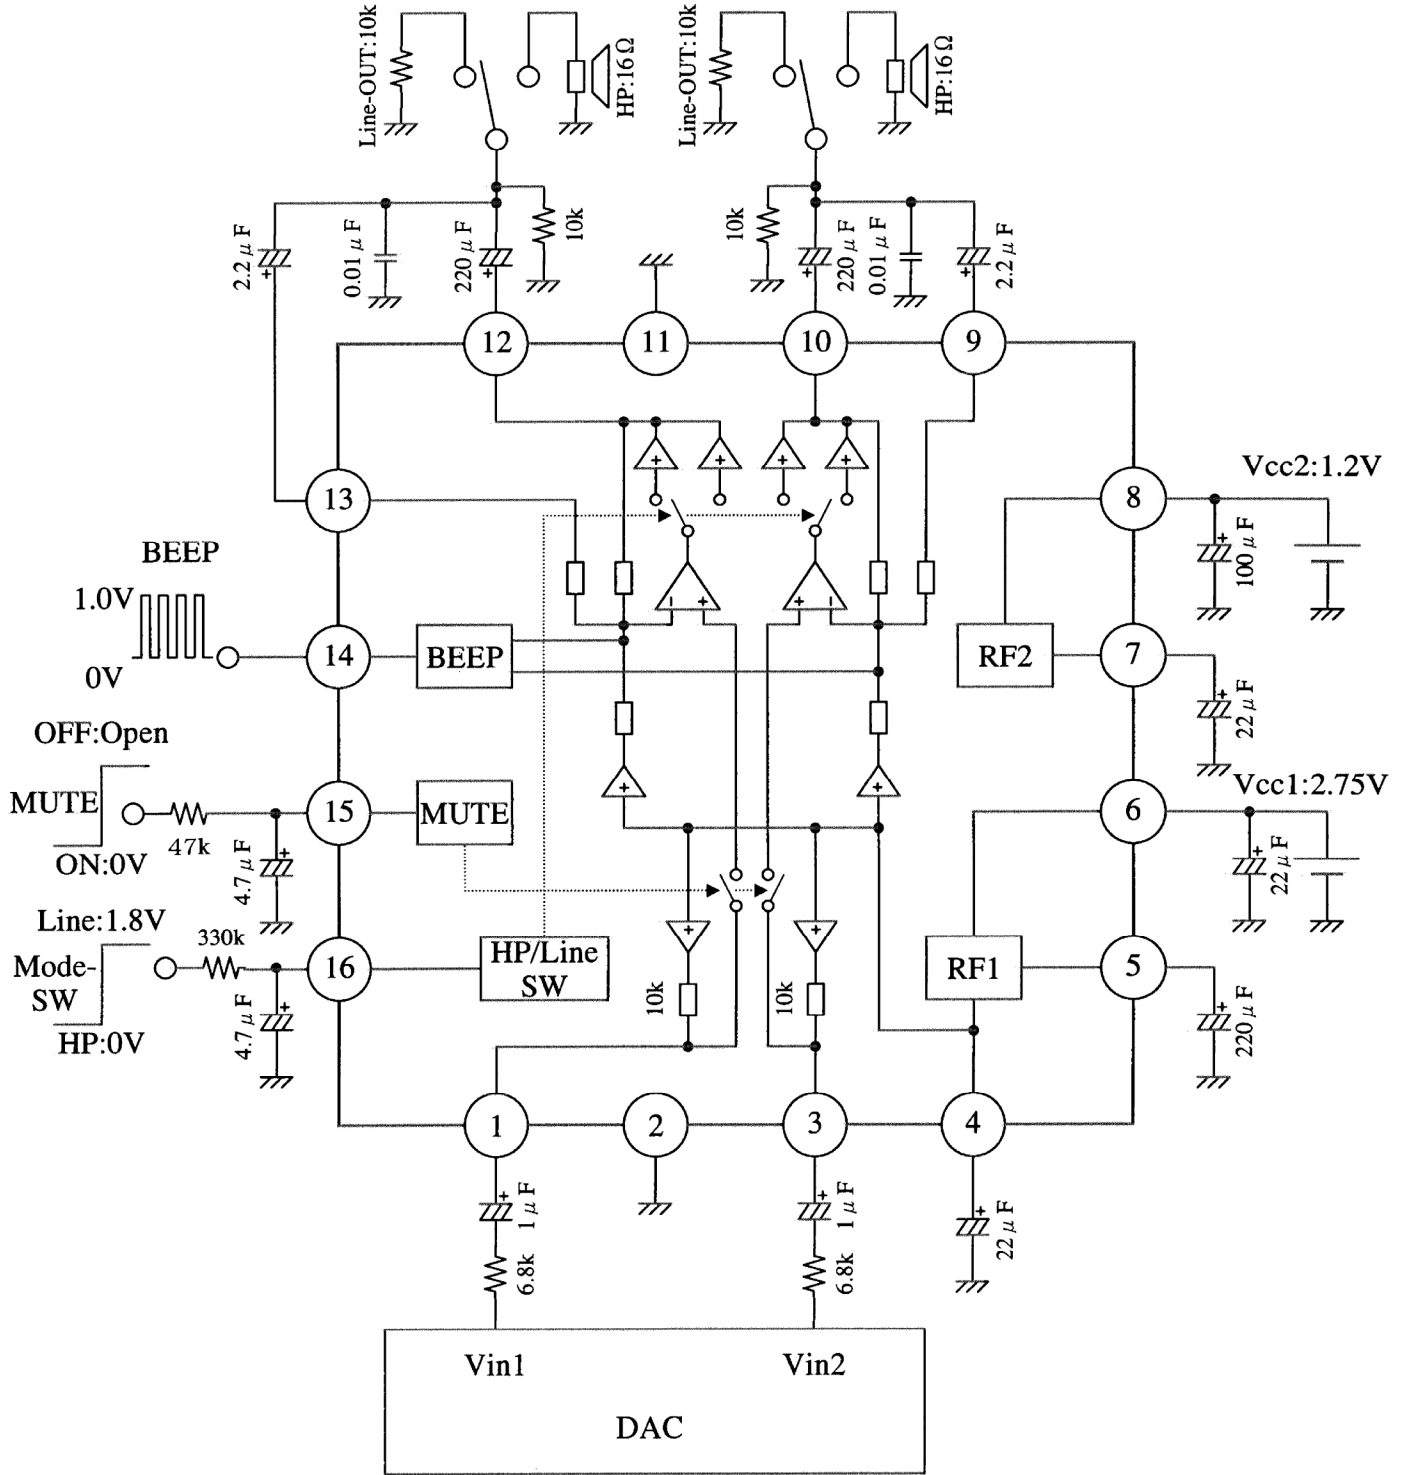 Line-OUT:10k
HP:16Ω
Line-OUT:10k
HP:16Ω
2.2μF
0.01μF
220μF
10k
10k
220μF
0.01μF
2.2μF
12
11
10
9
13
8
Vcc2:1.2V
100μF
BEEP
1.0V
0V
14
BEEP
RF2
7
22μF
OFF:Open
MUTE
ON:0V
47k
4.7μF
15
MUTE
6
Vcc1:2.75V
22μF
Line:1.8V
Mode-
SW
HP:0V
330k
4.7μF
16
HP/Line
SW
10k
10k
RF1
5
220μF
1
2
3
4
1μF
6.8k
1μF
6.8k
22μF
Vin1
Vin2
DAC